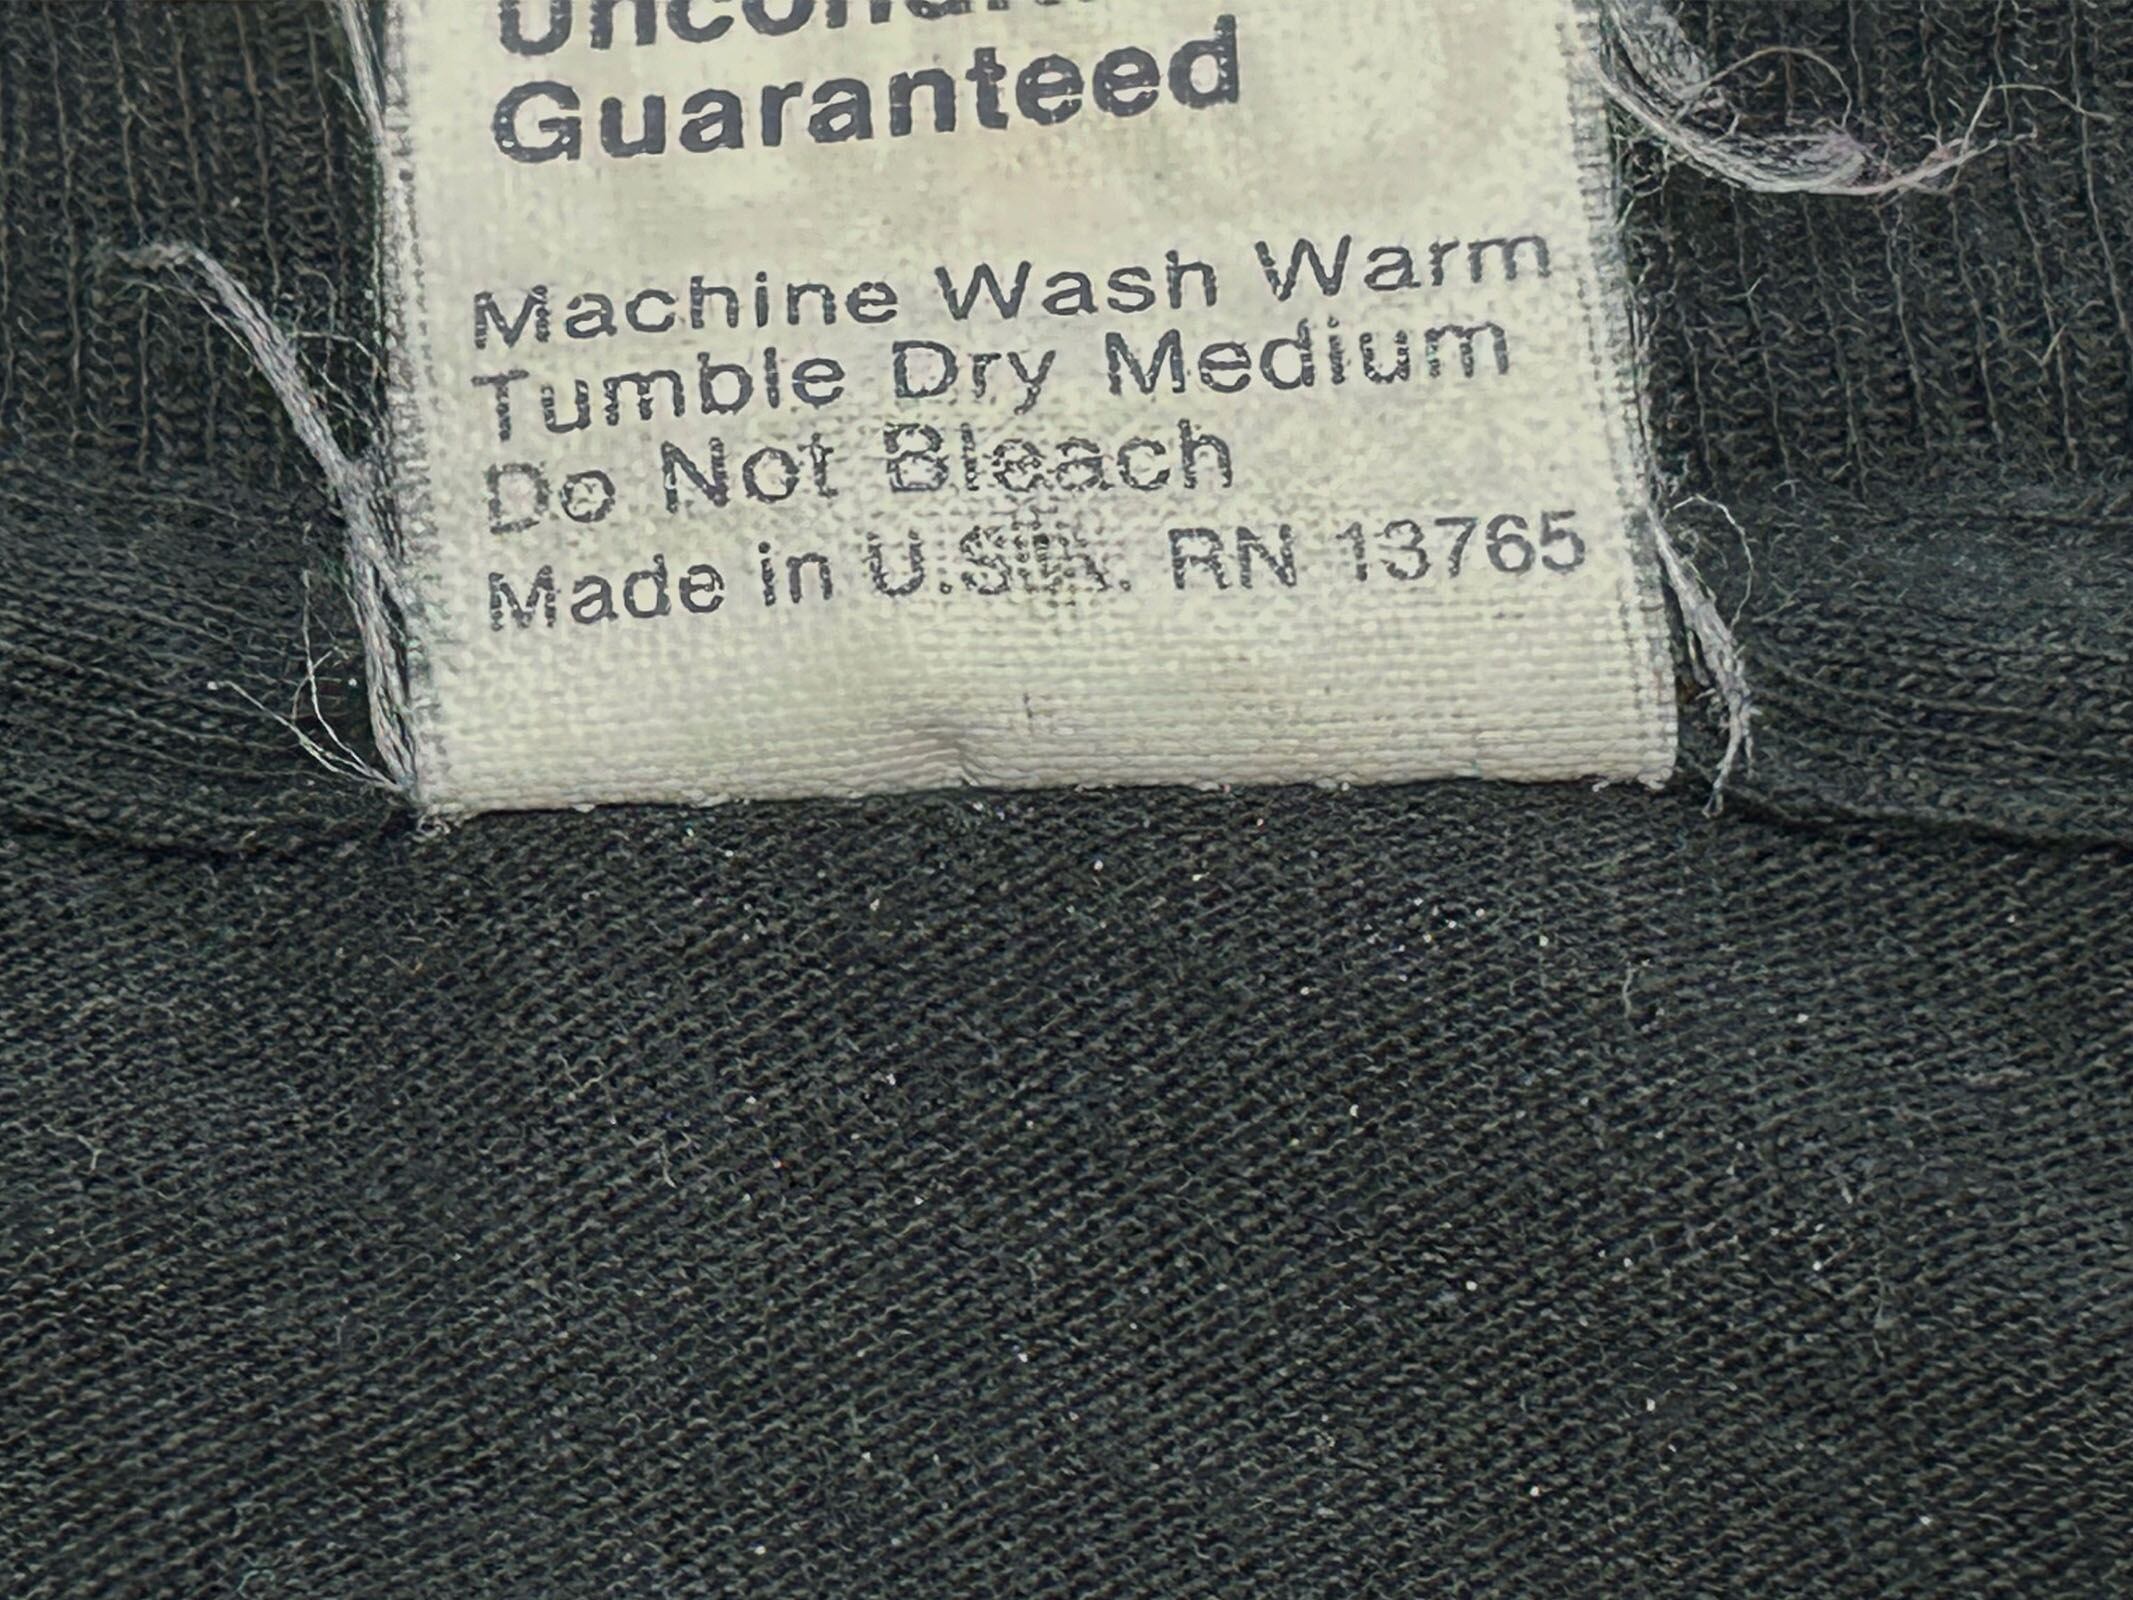 Guaranteed
Machine Wash Warm
Tumble Dry Medium
Do Not Bleach
Made in U.S.A. RN 13765